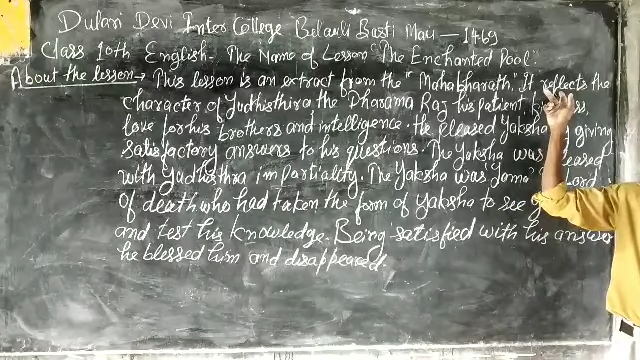 Dulari Devi Inter College Belauli Basti Mau — 1469
Class 10th English - The Name of Lesson "The Enchanted Pool".
About the lesson → This lesson is an extract from the "Mahabharath." It reflects the
character of Yudhisthira the Dharama Raj his patient
love for his brothers and intelligence. He pleased Yaksha giving
satisfactory answers to his questions. The Yaksha was
with Yudhisthra impartiality. The Yaksha was Yama
of death who had taken the form of Yaksha to see
and test his knowledge. Being satisfied with his answer
he blessed him and disappeared.